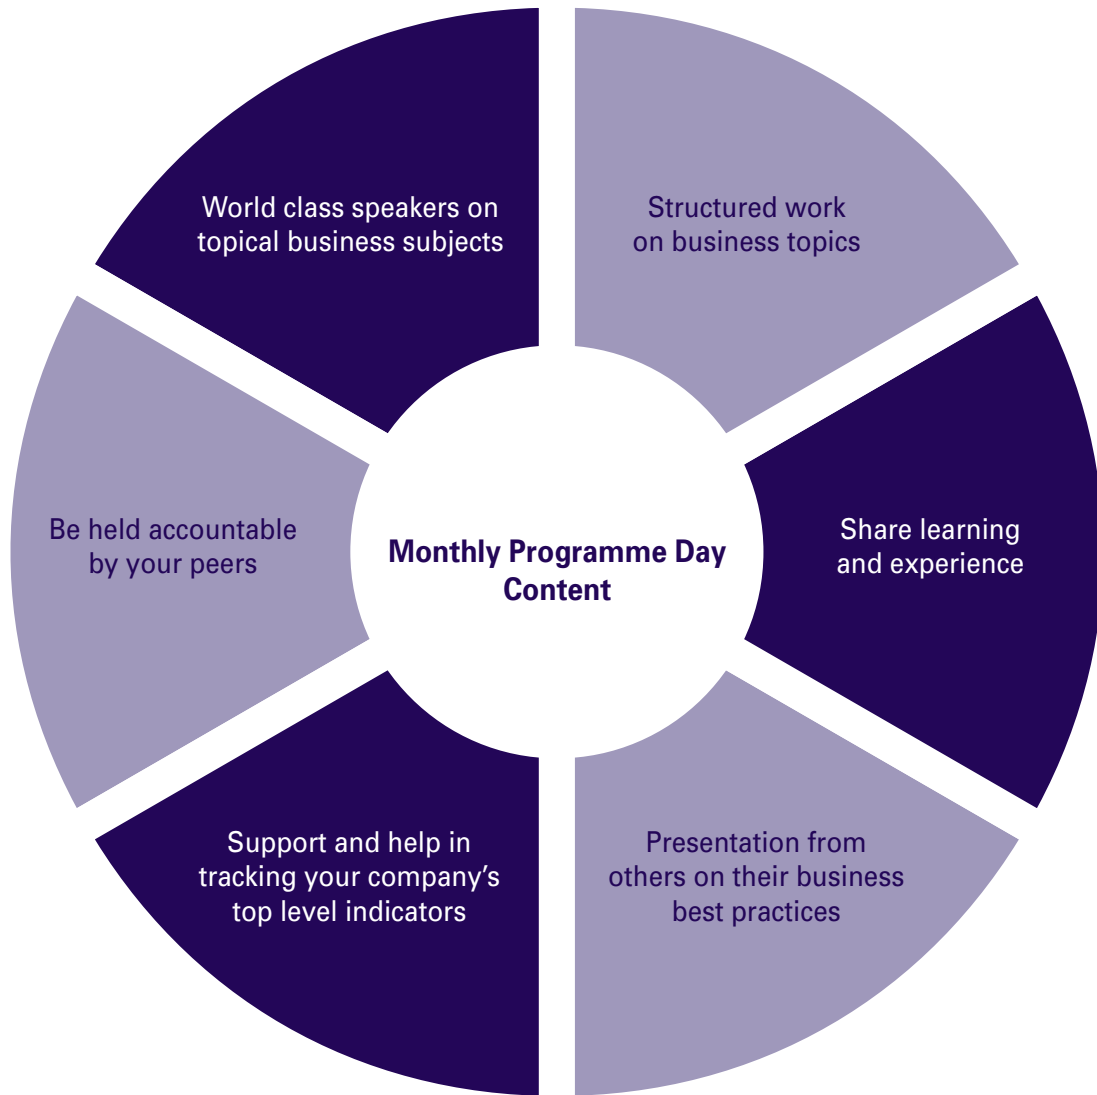 World class speakers on
topical business subjects
Structured work
on business topics
Be held accountable
by your peers
Monthly Programme Day
Content
Share learning
and experience
Support and help in
tracking your company’s
top level indicators
Presentation from
others on their business
best practices